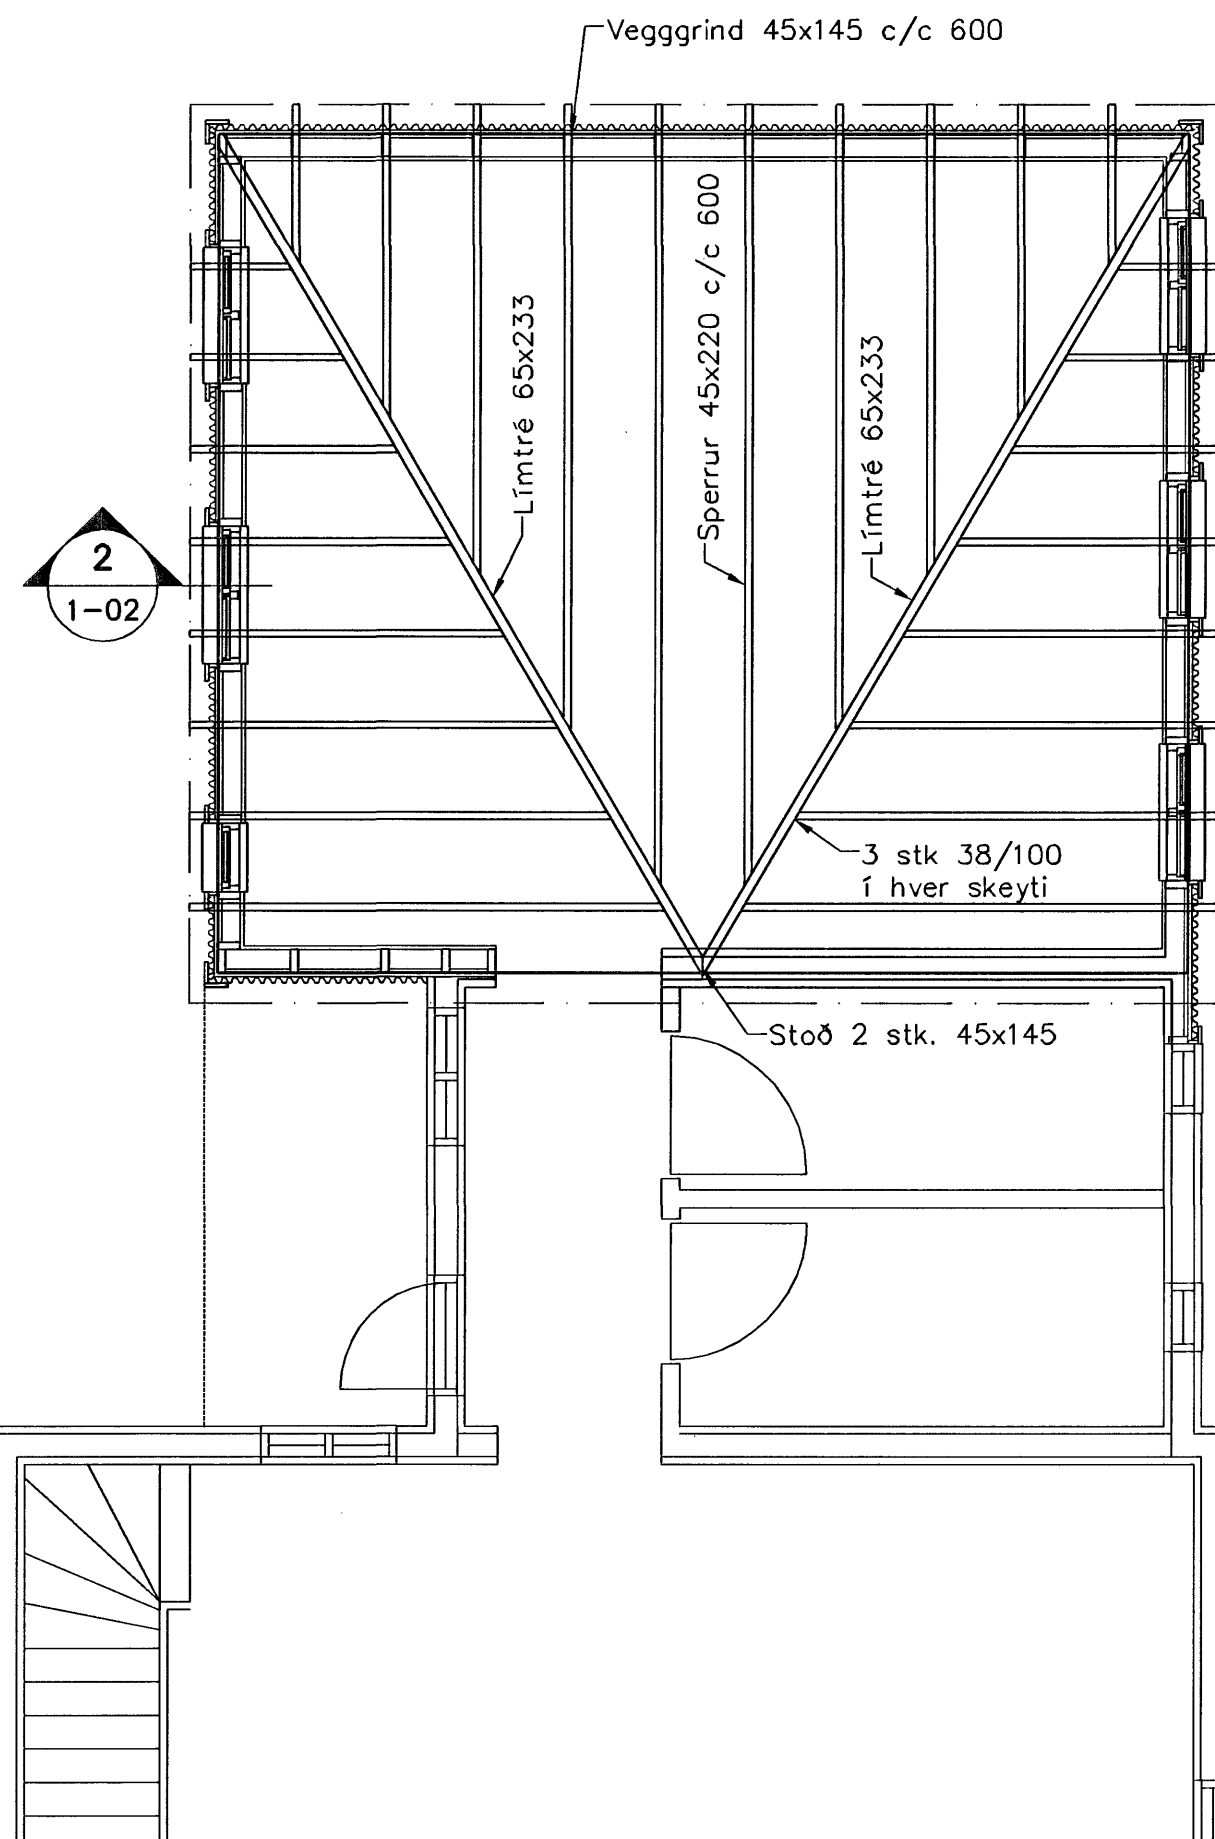 Vegggrind 45x145 c/c 600
Límtré 65x233
Sperrur 45x220 c/c 600
Límtré 65x233
2
1-02
3 stk 38/100
í hver skeyti
Stoð 2 stk. 45x145